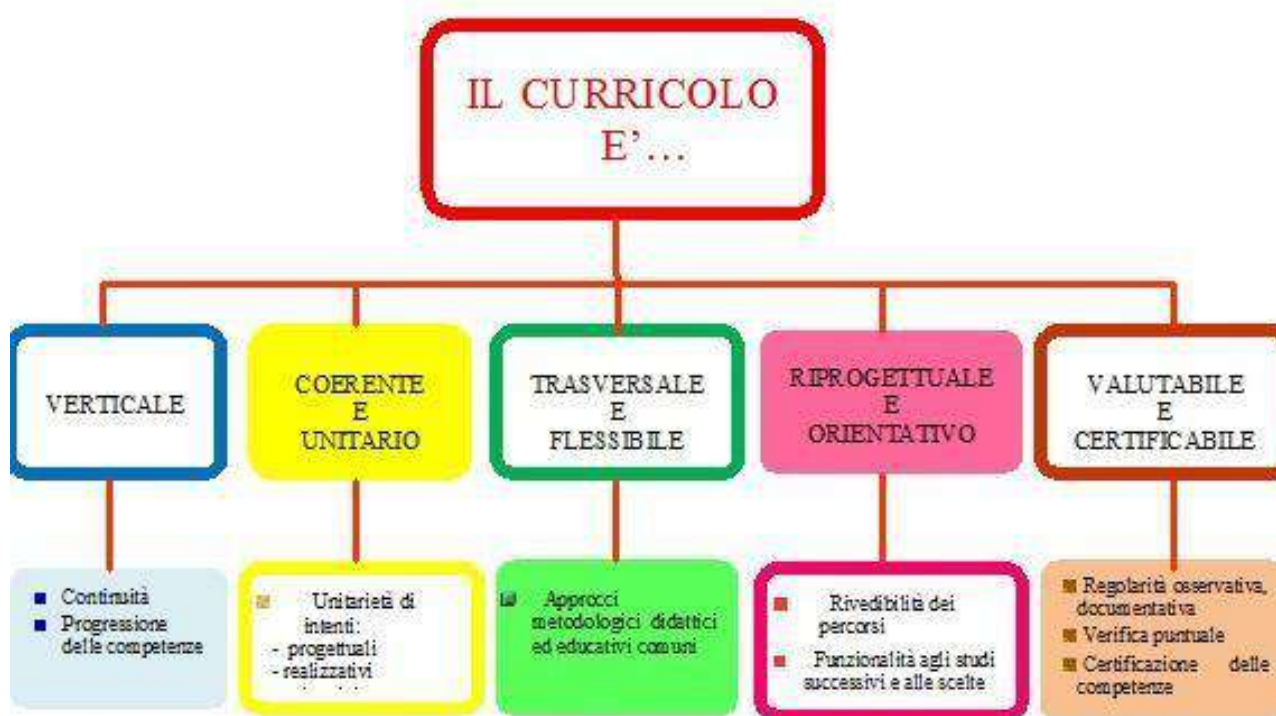 IL CURRICOLO
E’...
VERTICALE
COERENTE
E
UNITARIO
TRASVERSALE
E
FLESSIBILE
RIPROGETTUALE
E
ORIENTATIVO
VALUTABILE
E
CERTIFICABILE
Continuità
Progressione
delle competenze
Unitarietà di
intenti:
- progettuali
- realizzativi
Approcci
metodologici didattici
ed educativi comuni
Rivedibilità dei
percorsi
Funzionalità agli studi
successivi e alle scelte
Regolarità osservativa,
documentativa
Verifica puntuale
Certificazione delle
competenze